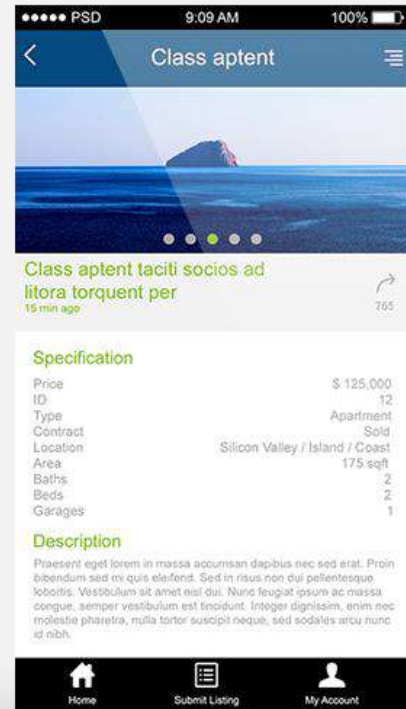 PSD 9:09 AM 100%
Class aptent
Class aptent taciti socios ad
litora torquent per
15 min ago
765
Specification
Price $ 125.000
ID 12
Type Apartment
Contract Sold
Location Silicon Valley / Island / Coast
Area 175 sqft
Baths 2
Beds 2
Garages 1
Description
Praesent eget lorem in massa accumsan dapibus nec sed erat. Proin
bibendum sed mi quis eleifend. Sed in risus non dui pellentesque
lobortis. Vestibulum sit amet nisl dui. Nunc feugiat ipsum ac massa
congue, semper vestibulum est tincidunt. Integer dignissim, enim nec
molestie pharetra, nulla tortor suscipit neque, sed sodales arcu nunc
id nibh.
Home Submit Listing My Account